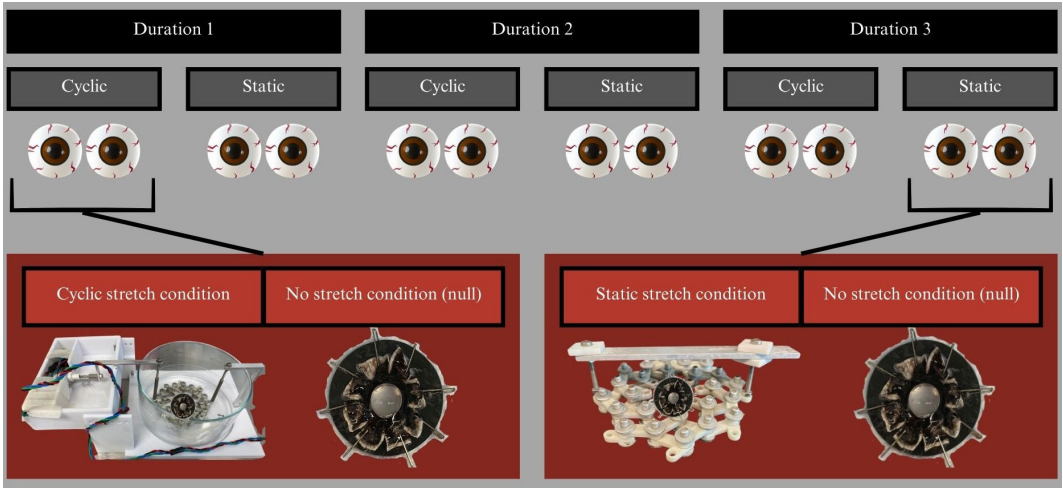 Duration 1
Duration 2
Duration 3
Cyclic
Static
Cyclic
Static
Cyclic
Static
Cyclic stretch condition
No stretch condition (null)
Static stretch condition
No stretch condition (null)